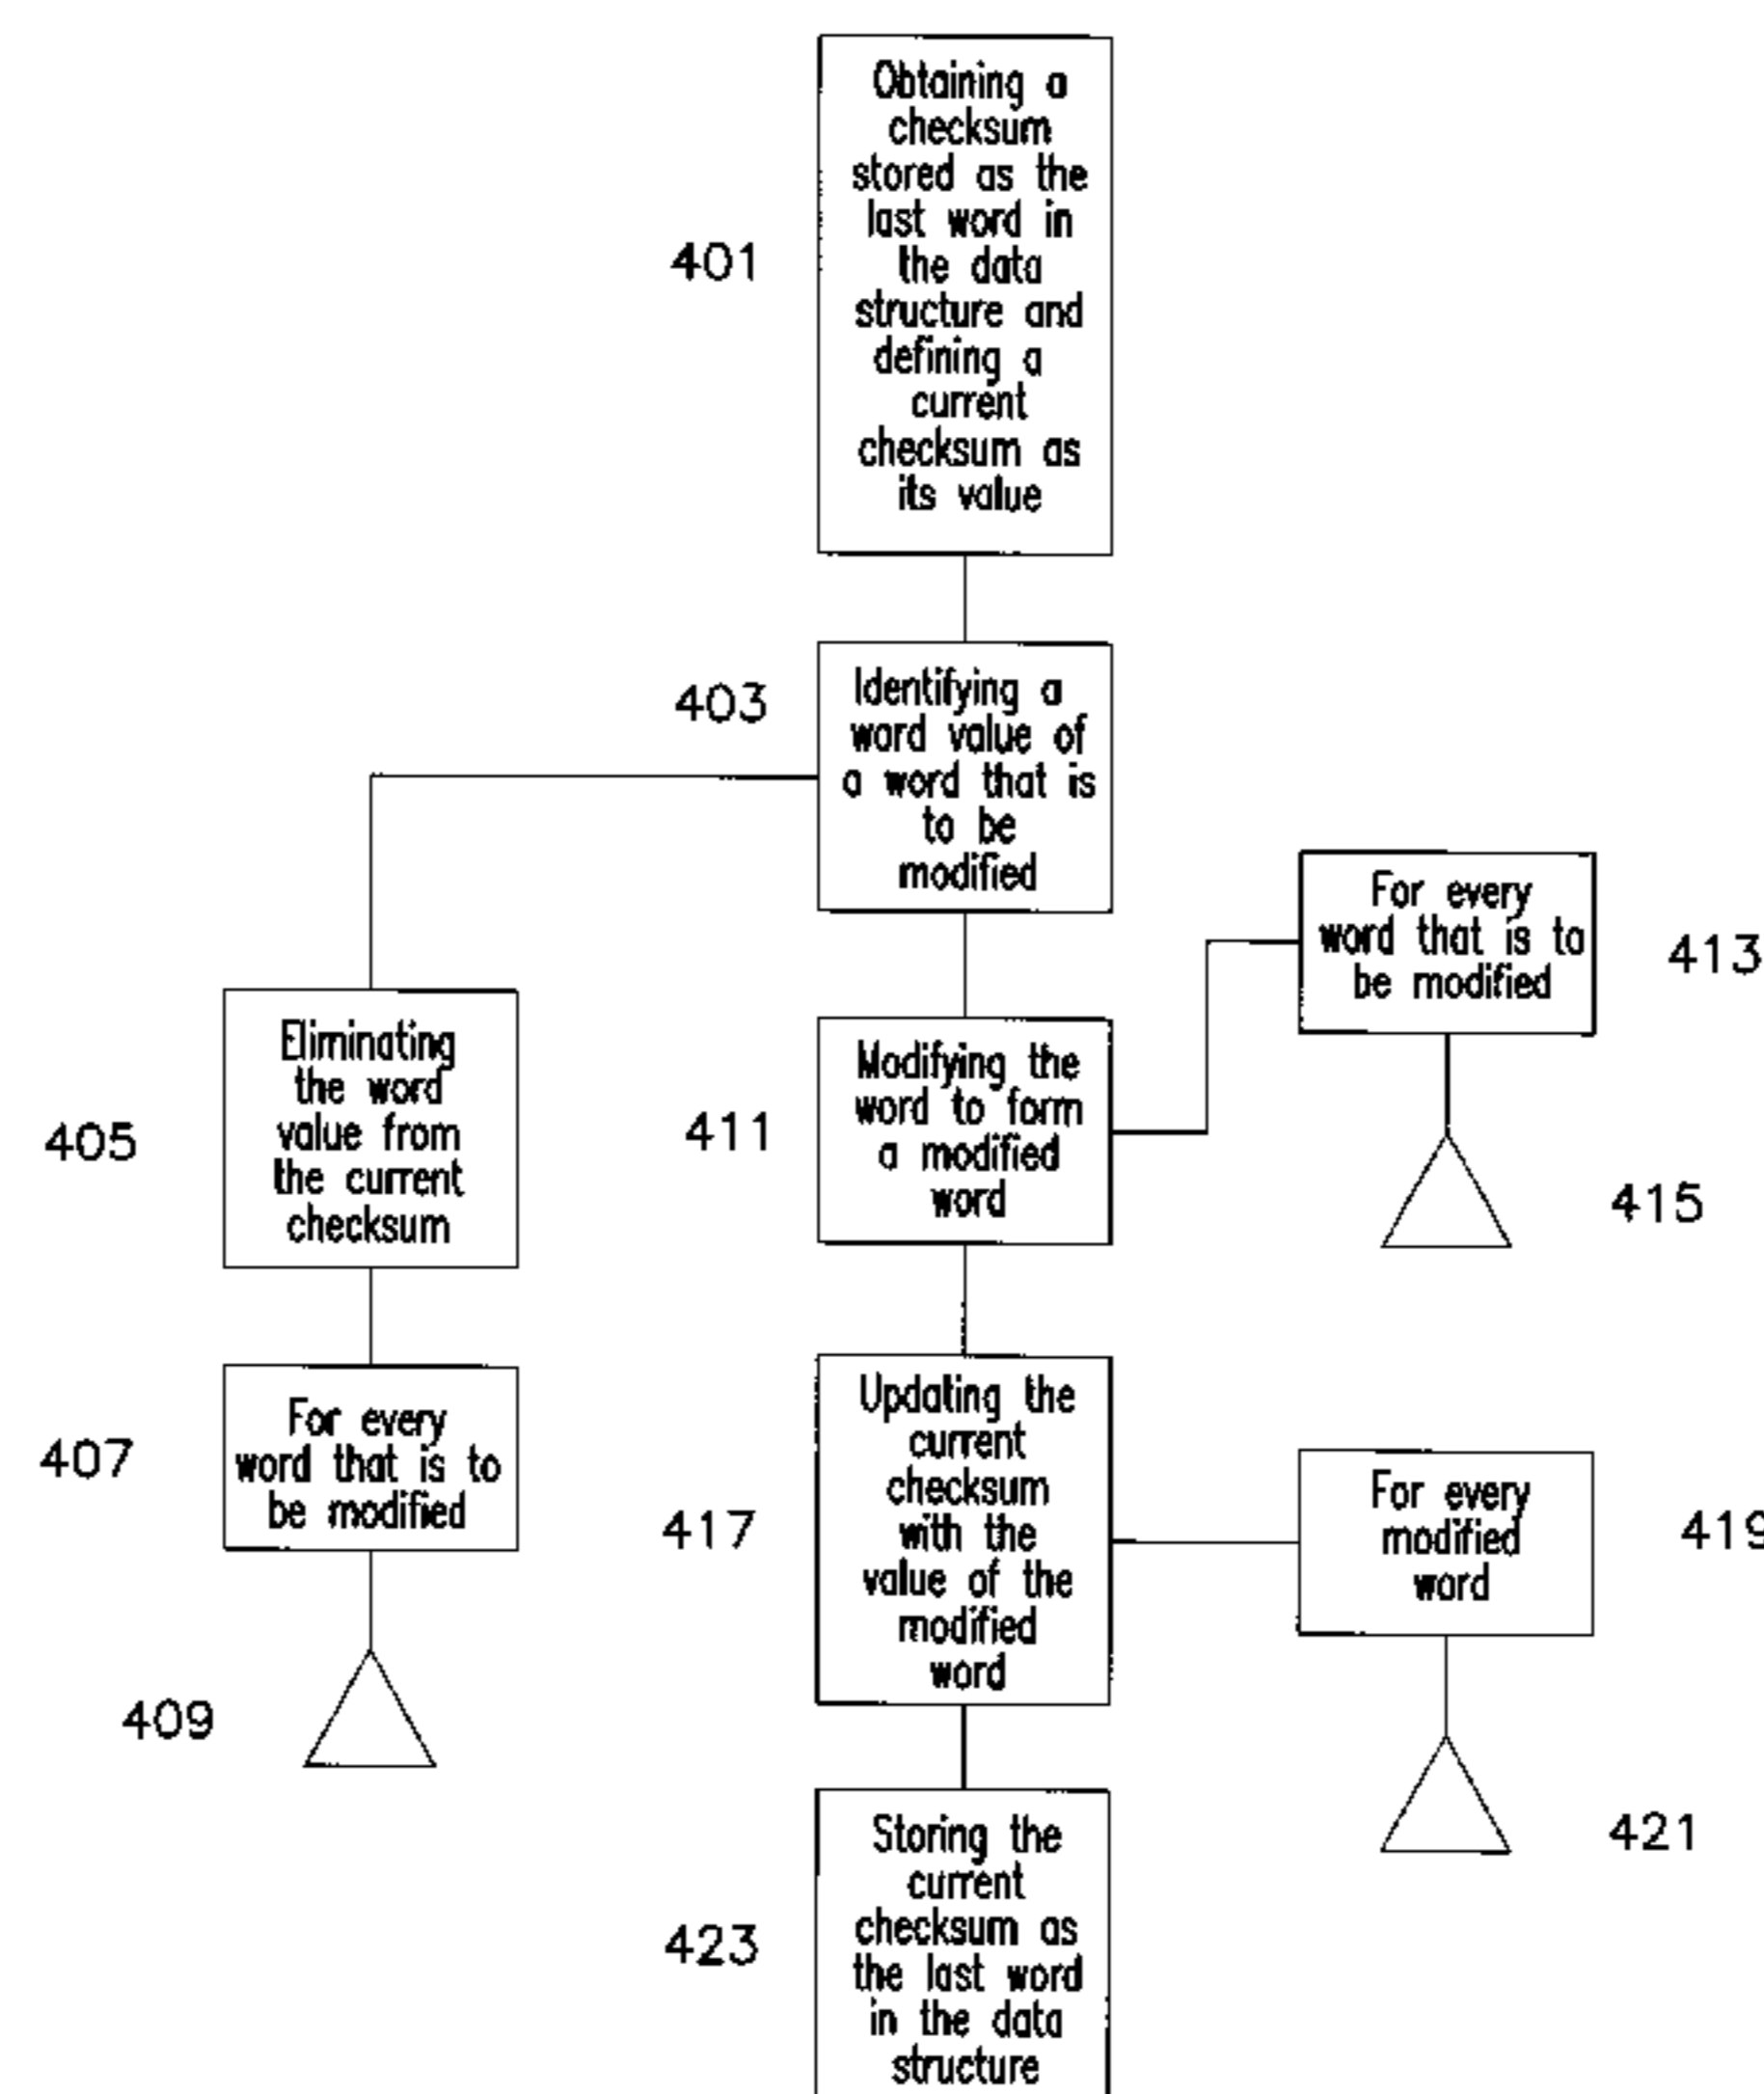 401
Obtaining a
checksum
stored as the
last word in
the data
structure and
defining a
current
checksum as
its value
403
Identifying a
word value of
a word that is
to be
modified
405
Eliminating
the word
value from
the current
checksum
407
For every
word that is to
be modified
409
411
Modifying the
word to form
a modified
word
For every
word that is to
be modified
413
415
417
Updating the
current
checksum
with the
value of the
modified
word
For every
modified
word
419
421
423
Storing the
current
checksum as
the last word
in the data
structure